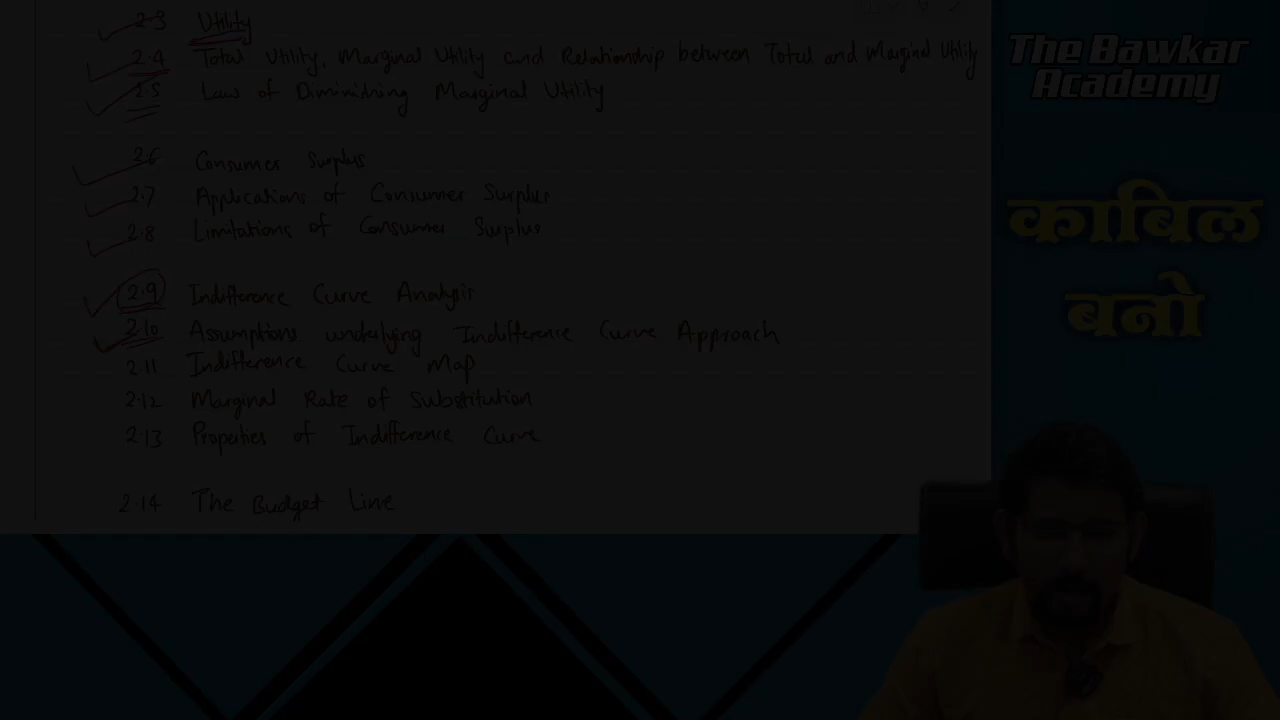 2.3 Utility
2.4 Total Utility, Marginal Utility and Relationship between Total and Marginal Utility
2.5 Law of Diminishing Marginal Utility
2.6 Consumer Surplus
2.7 Applications of Consumer Surplus
2.8 Limitations of Consumer Surplus
2.9 Indifference Curve Analysis
2.10 Assumptions underlying Indifference Curve Approach
2.11 Indifference Curve Map
2.12 Marginal Rate of Substitution
2.13 Properties of Indifference Curve
2.14 The Budget Line
The Bawkar
Academy
काबिल
बनो